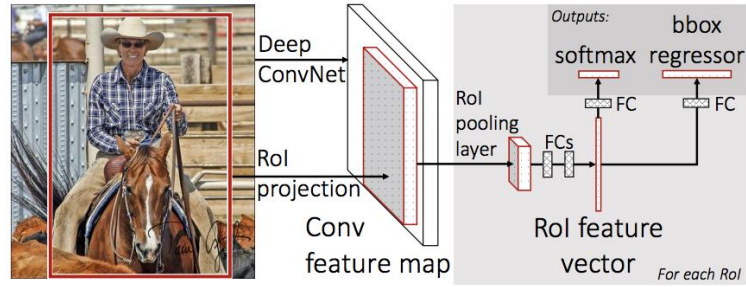 Deep
ConvNet
RoI
projection
Conv
feature map
RoI
pooling
layer
FCs
RoI feature
vector
For each RoI
Outputs:
softmax
bbox
regressor
FC
FC